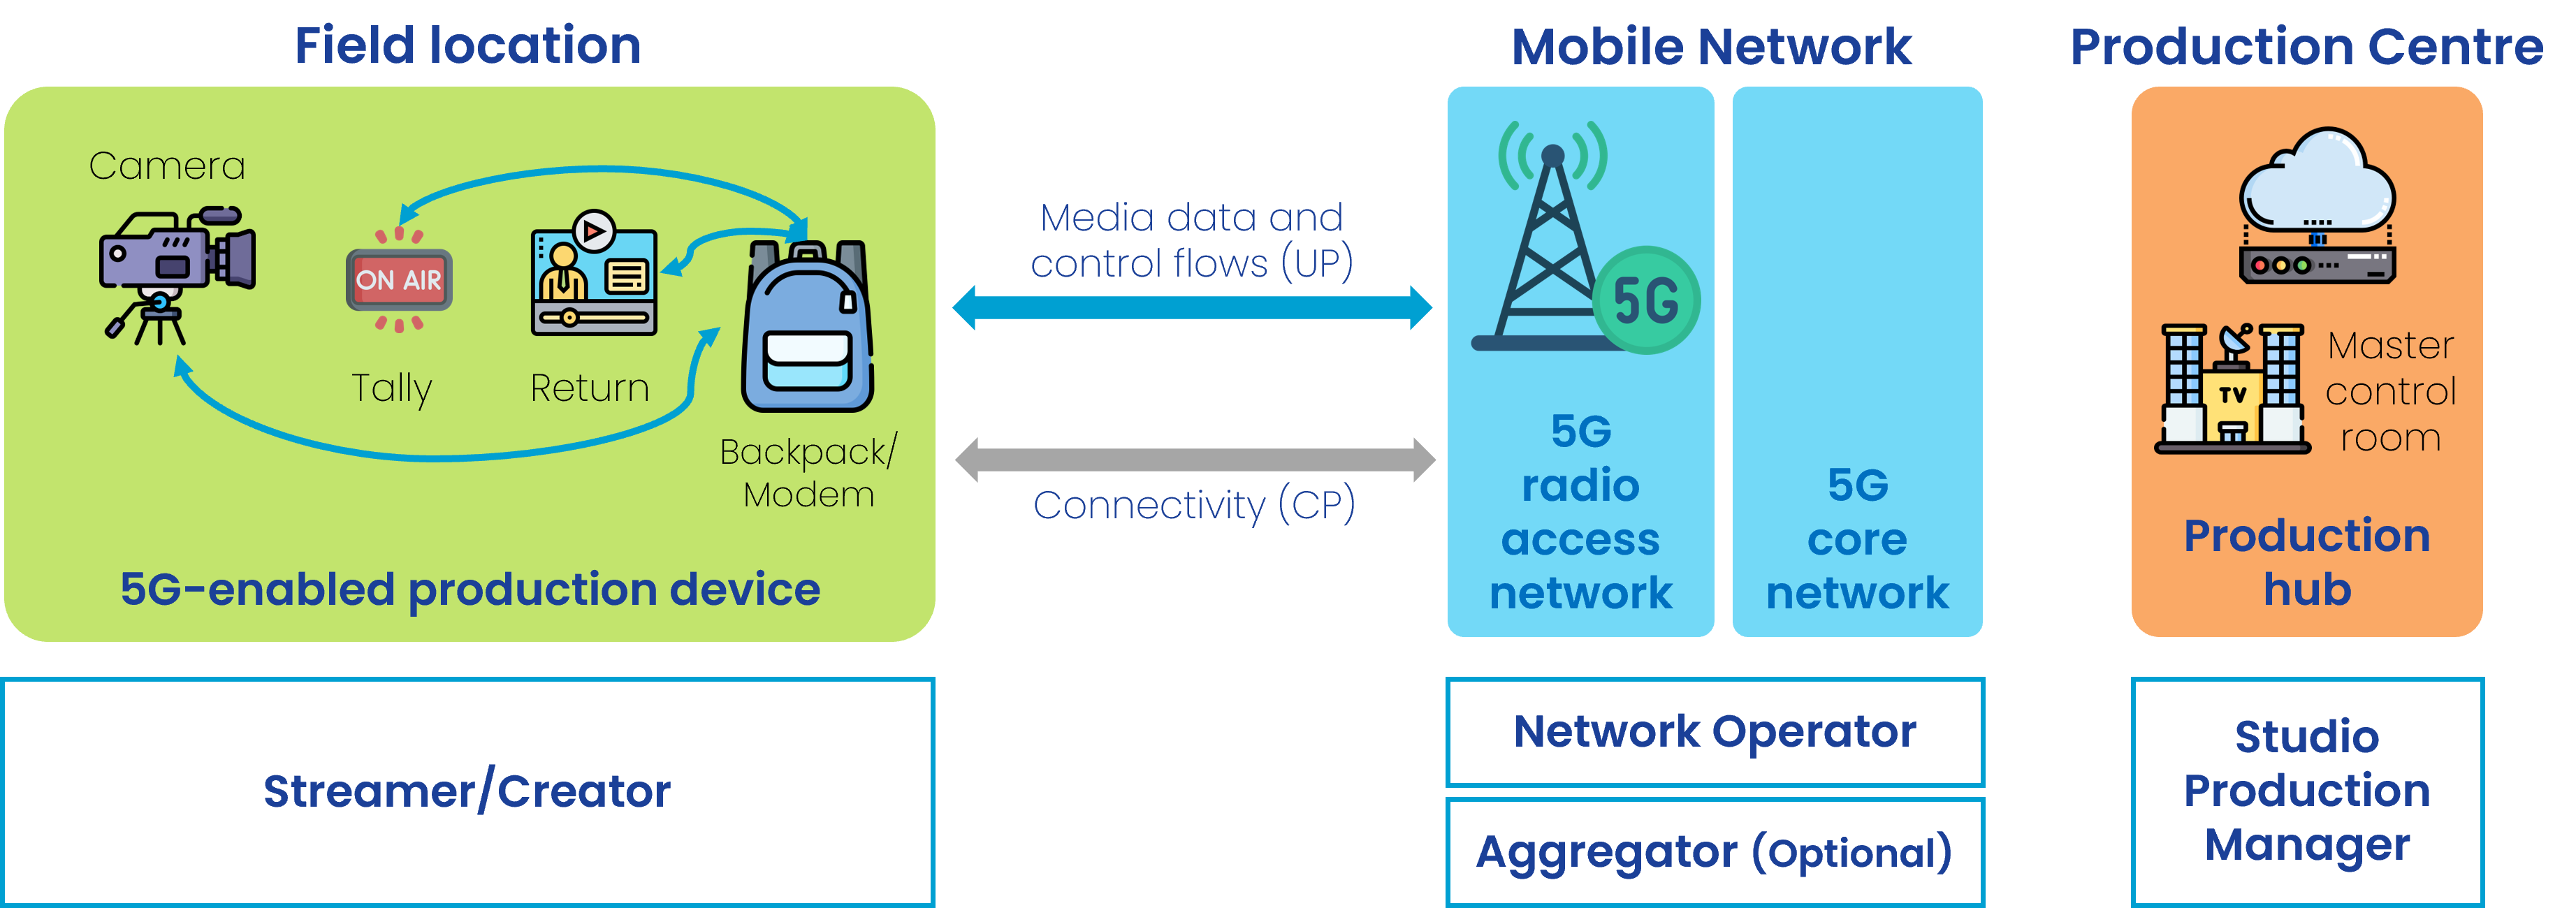 Field location
Mobile Network
Production Centre
Camera
ON AIR
Tally
Return
Backpack/
Modem
5G-enabled production device
Media data and
control flows (UP)
Connectivity (CP)
5G
5G
radio
access
network
5G
core
network
TV
Master
control
room
Production
hub
Streamer/Creator
Network Operator
Aggregator (Optional)
Studio
Production
Manager